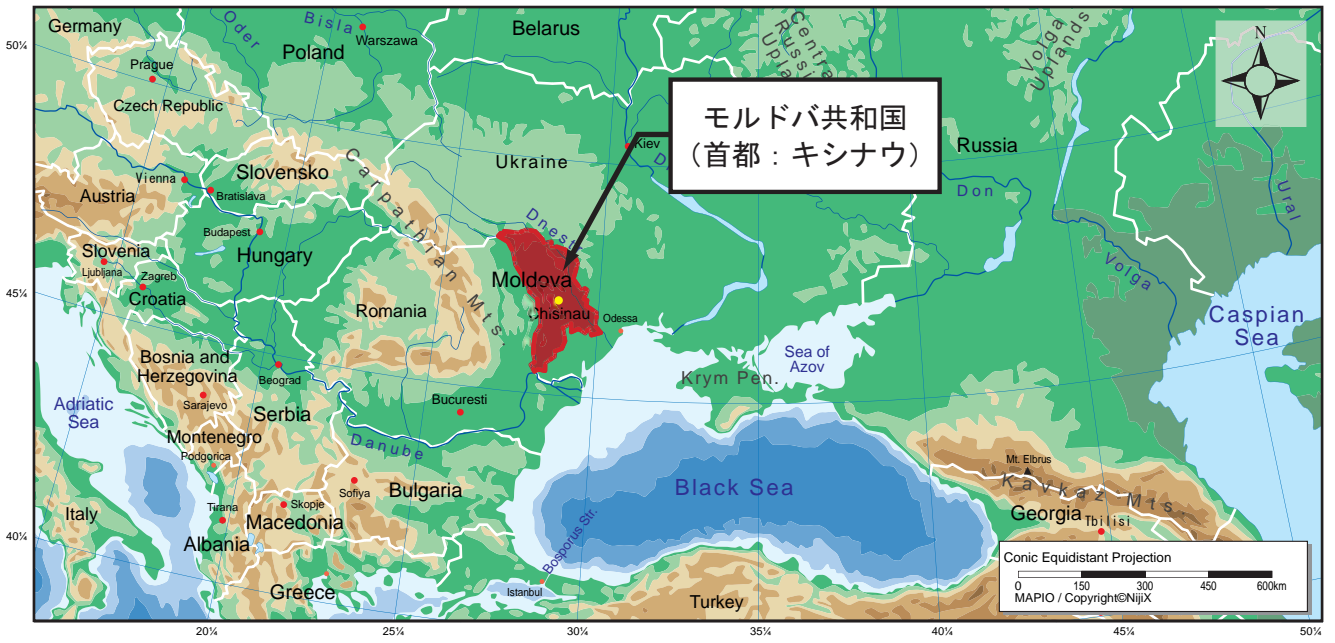 Germany
Oder
Bisla
Warszawa
Poland
Belarus
Central
Russi
Upla
Volga
Uplands
N
50¼
Prague
Czech Republic
モルドバ共和国
（首都：キシナウ）
Kiev
Ukraine
Russia
Carpathian Mts.
Slovensko
Vienna
Bratislava
Austria
Don
Ural
Dnest
Budapest
Hungary
Slovenia
Ljubljana
Zagreb
Croatia
Volga
45¼
Moldova
Chisinau
Odessa
Romania
Caspian
Sea
Sea of
Azov
Krym Pen.
Bosnia and
Herzegovina
Sarajevo
Beograd
Serbia
Bucuresti
Adriatic
Sea
Montenegro
Podgorica
Danube
Mt. Elbrus
Kavkaz Mts.
Black Sea
Sofiya
Bulgaria
Skopje
Macedonia
Tirana
Albania
Italy
Georgia
Tbilisi
Bosporus Str.
40¼
Greece
Istanbul
Turkey
Conic Equidistant Projection
0 150 300 450 600km
MAPIO / Copyright©NijiX
20¼ 25¼ 30¼ 35¼ 40¼ 45¼ 50¼